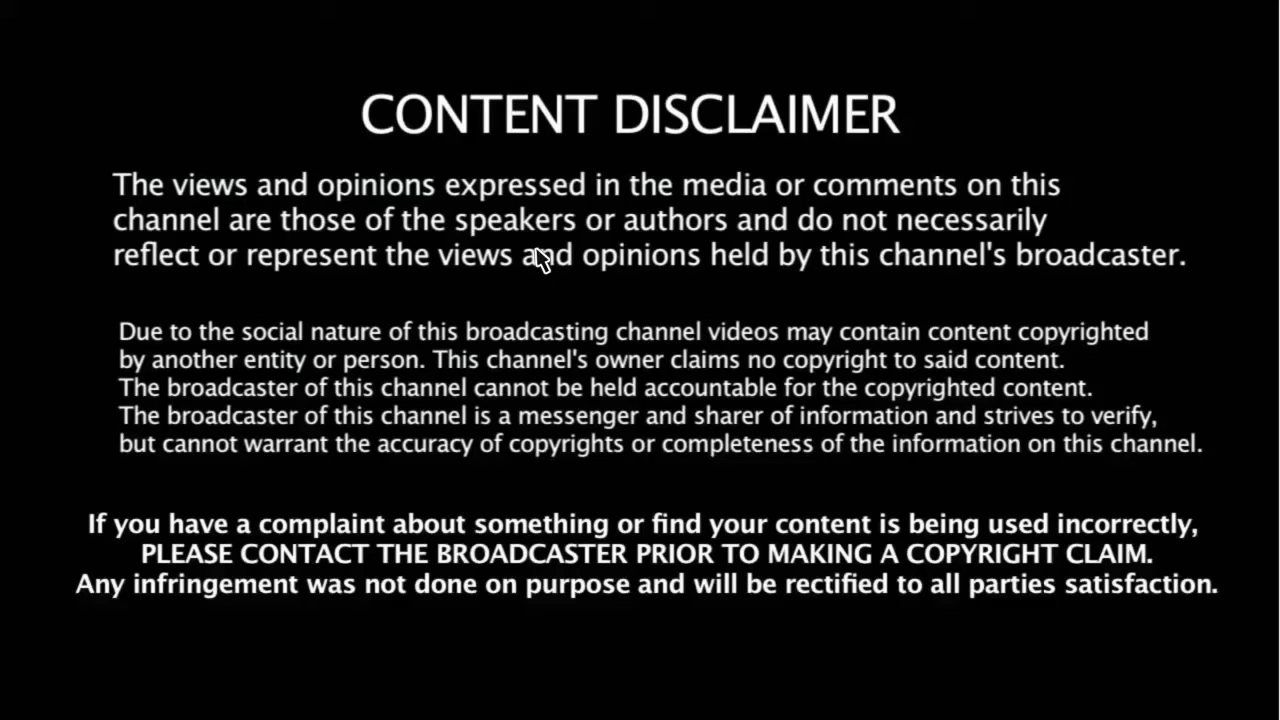 CONTENT DISCLAIMER
The views and opinions expressed in the media or comments on this
channel are those of the speakers or authors and do not necessarily
reflect or represent the views and opinions held by this channel's broadcaster.
Due to the social nature of this broadcasting channel videos may contain content copyrighted
by another entity or person. This channel's owner claims no copyright to said content.
The broadcaster of this channel cannot be held accountable for the copyrighted content.
The broadcaster of this channel is a messenger and sharer of information and strives to verify,
but cannot warrant the accuracy of copyrights or completeness of the information on this channel.
If you have a complaint about something or find your content is being used incorrectly,
PLEASE CONTACT THE BROADCASTER PRIOR TO MAKING A COPYRIGHT CLAIM.
Any infringement was not done on purpose and will be rectified to all parties satisfaction.